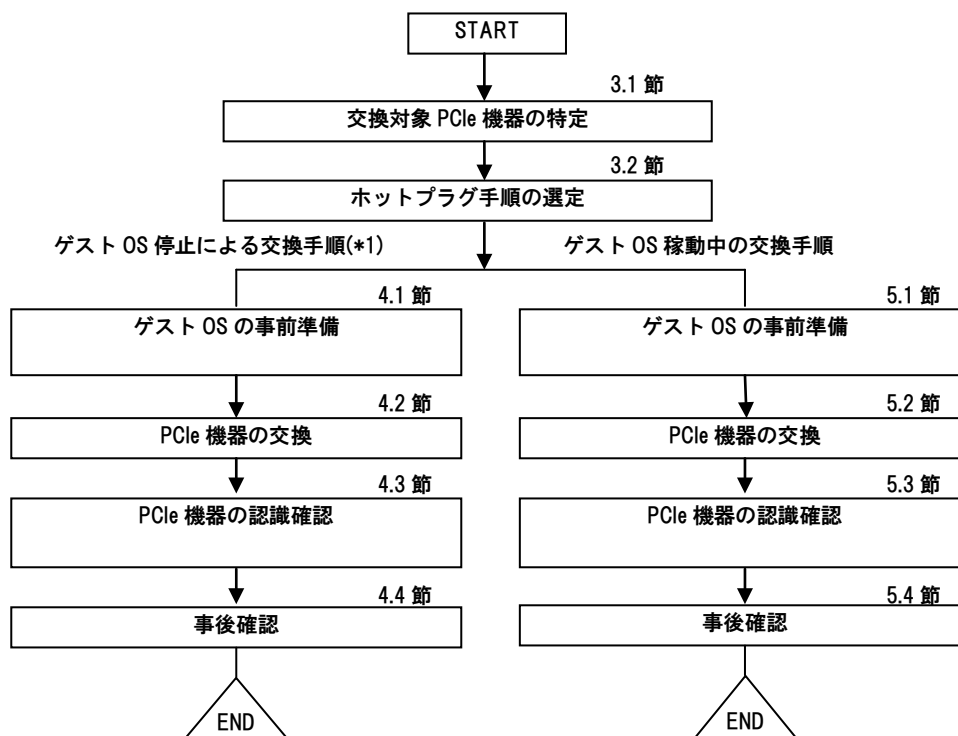 START
3.1 節
交換対象 PCIe 機器の特定
3.2 節
ホットプラグ手順の選定
ゲスト OS 停止による交換手順(*1)
ゲスト OS 稼動中の交換手順
4.1 節
ゲスト OS の事前準備
4.2 節
PCIe 機器の交換
4.3 節
PCIe 機器の認識確認
4.4 節
事後確認
END
5.1 節
ゲスト OS の事前準備
5.2 節
PCIe 機器の交換
5.3 節
PCIe 機器の認識確認
5.4 節
事後確認
END